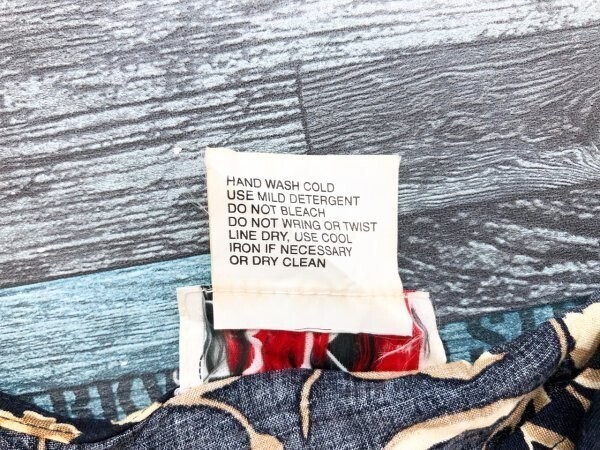 HAND WASH COLD
USE MILD DETERGENT
DO NOT BLEACH
DO NOT WRING OR TWIST
LINE DRY, USE COOL
IRON IF NECESSARY
OR DRY CLEAN